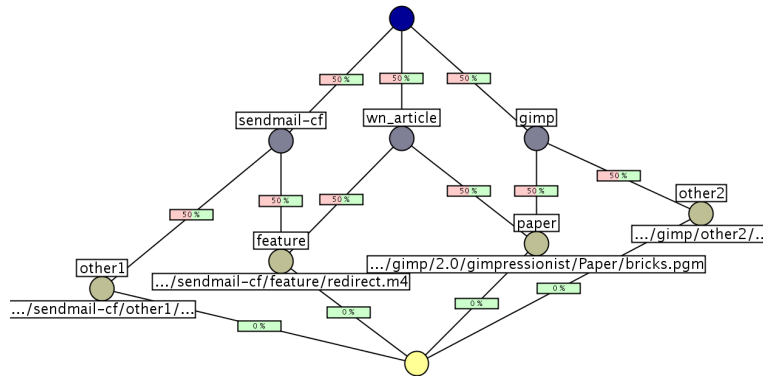 50 %
50 %
50 %
sendmail-cf
wn_article
gimp
50 %
50 %
50 %
50 %
50 %
50 %
other2
.../gimp/other2/..
feature
paper
.../gimp/2.0/gimpressionist/Paper/bricks.pgm
other1
.../sendmail-cf/feature/redirect.m4
.../sendmail-cf/other1/...
0 %
0 %
0 %
0 %